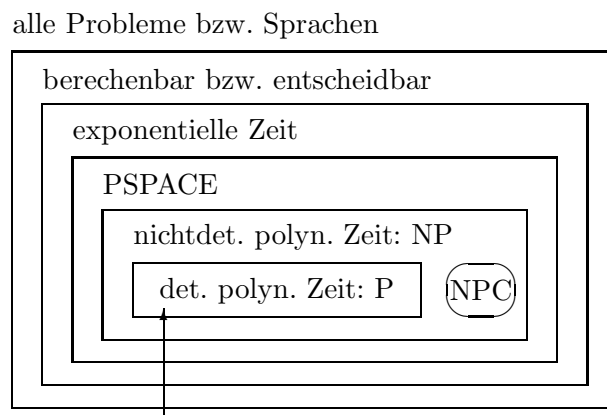 alle Probleme bzw. Sprachen
berechenbar bzw. entscheidbar
exponentielle Zeit
PSPACE
nichtdet. polyn. Zeit: NP
det. polyn. Zeit: P
NPC